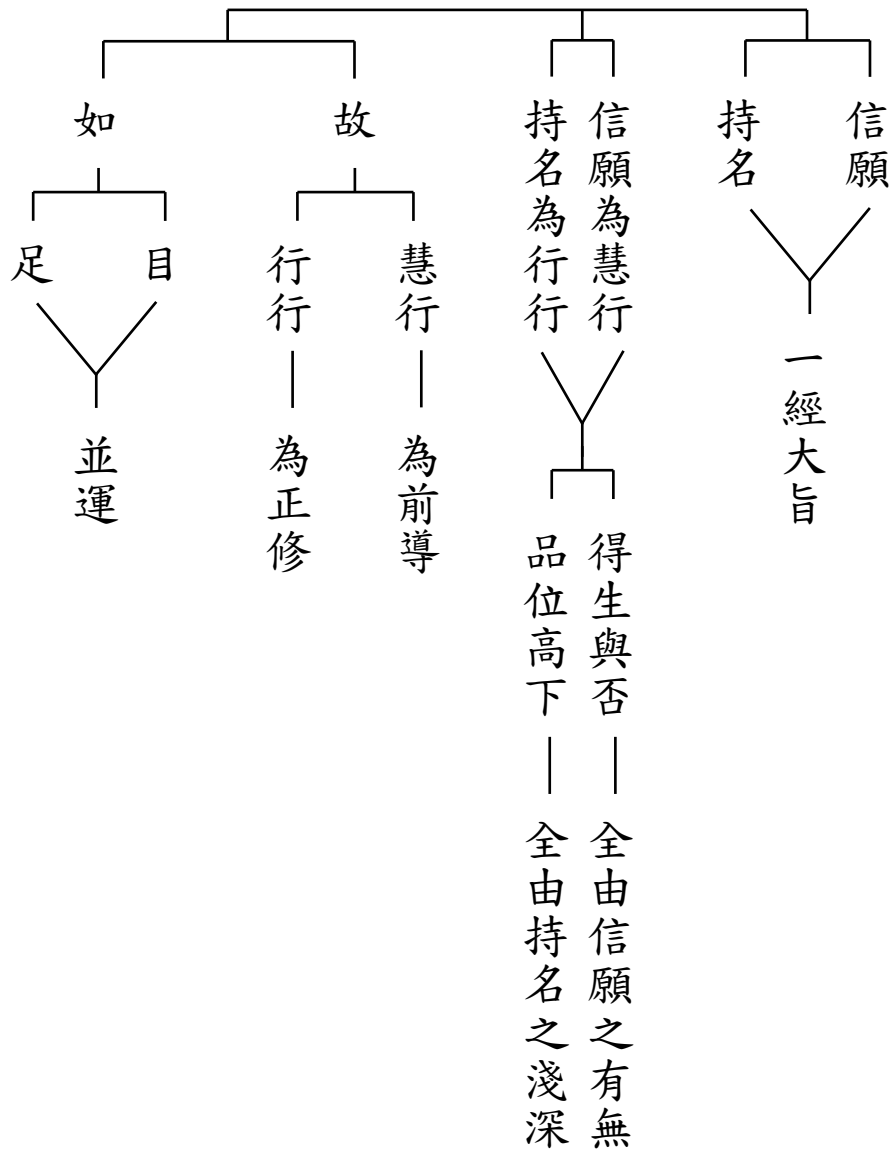 信願
持名
一經大旨
信願為慧行
持名為行行
得生與否
品位高下
全由信願之有無
全由持名之淺深
故
慧行
行行
為前導
為正修
如
目
足
並運